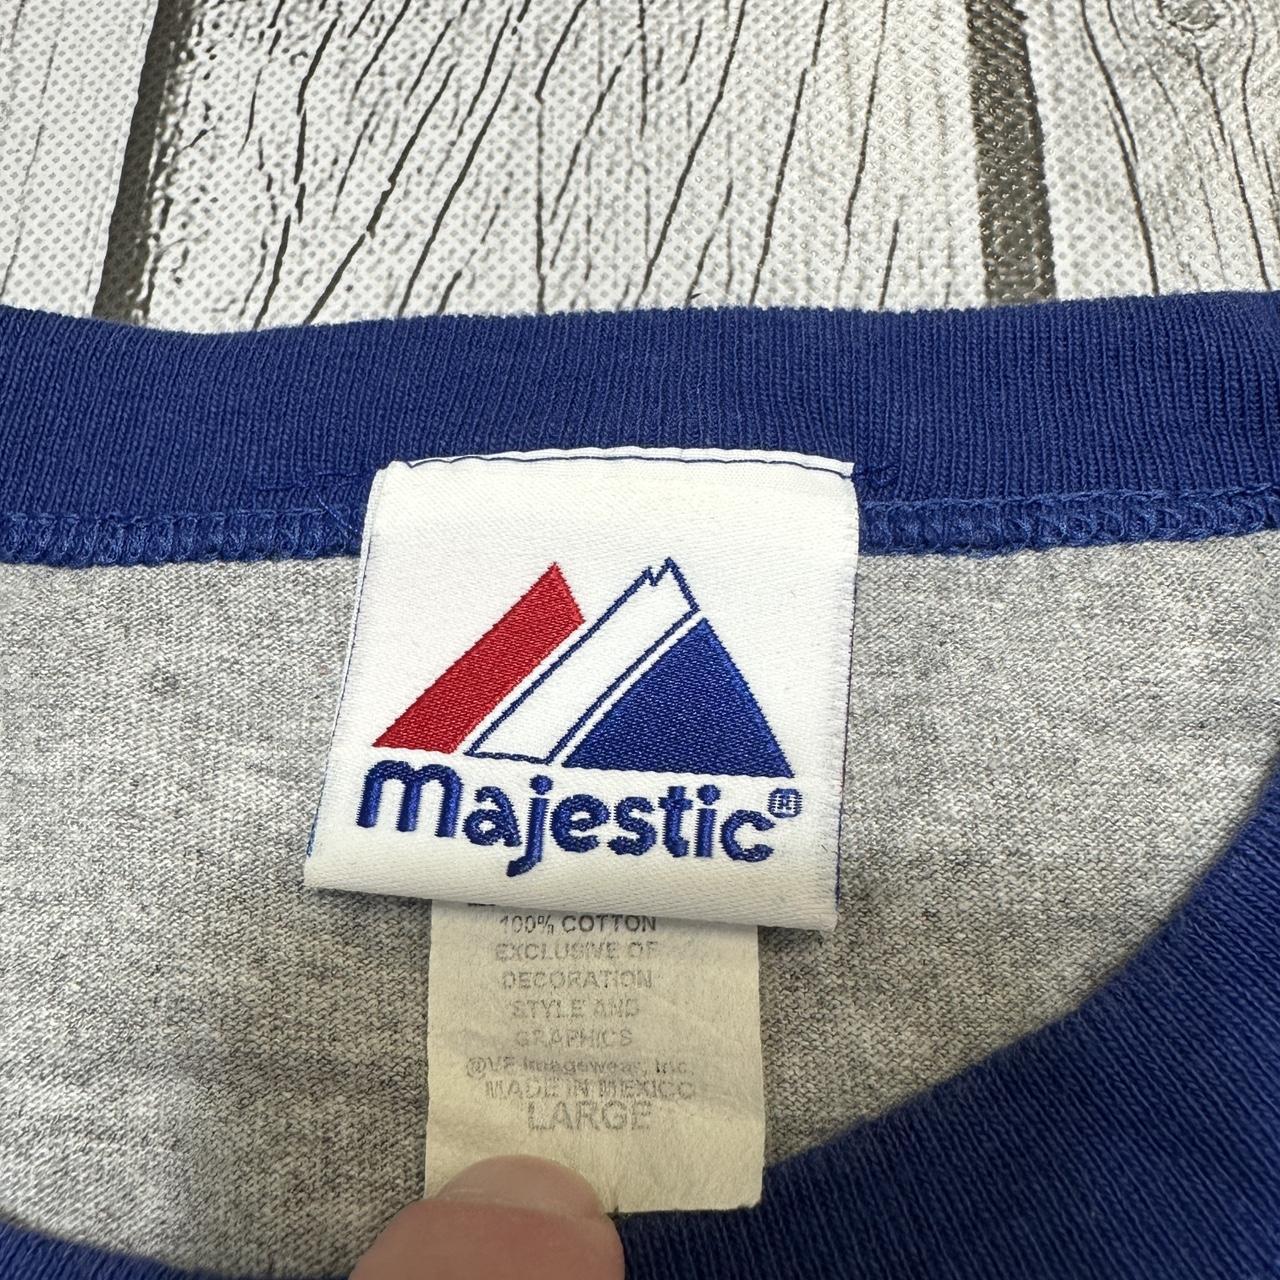 majestic®
100% COTTON
EXCLUSIVE OF
DECORATION
STYLE AND
GRAPHICS
@VF Imagewear, Inc.
MADE IN MEXICO
LARGE